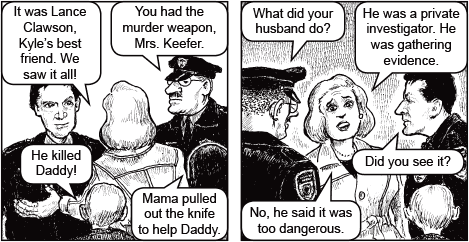 It was Lance
Clawson,
Kyle's best
friend. We
saw it all!
You had the
murder weapon,
Mrs. Keefer.
He killed
Daddy!
Mama pulled
out the knife
to help Daddy.
What did your
husband do?
He was a private
investigator. He
was gathering
evidence.
Did you see it?
No, he said it was
too dangerous.